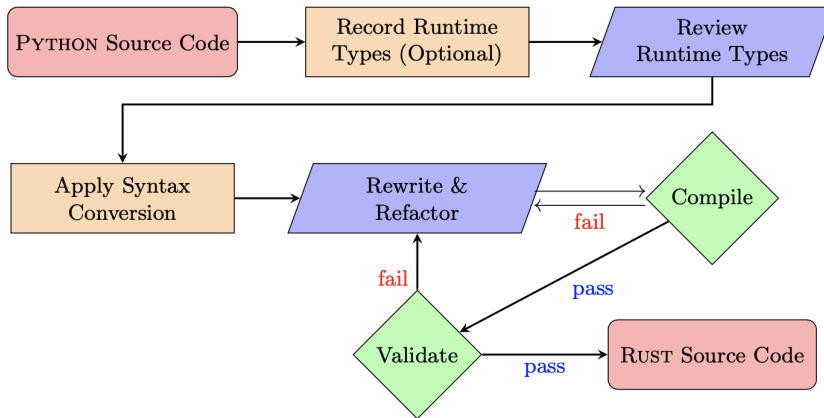 PYTHON Source Code
Record Runtime
Types (Optional)
Review
Runtime Types
Apply Syntax
Conversion
Rewrite &
Refactor
Compile
fail
pass
fail
Validate
pass
RUST Source Code